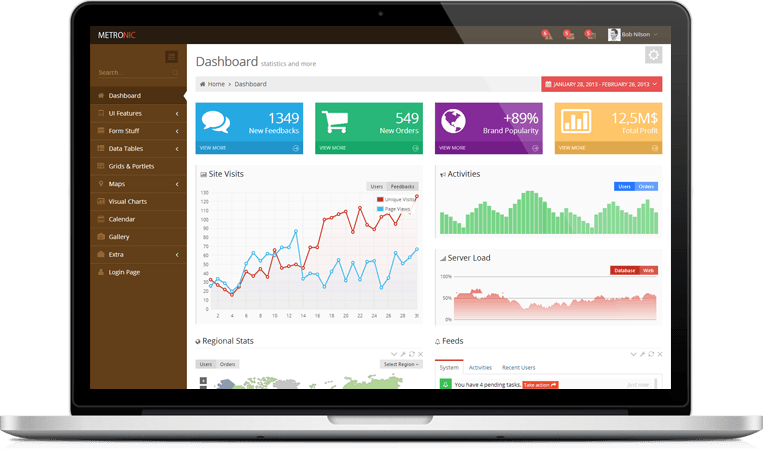 METRONIC
Bob Nilson
Search
Dashboard
UI Features
Form Stuff
Data Tables
Grids & Portlets
Maps
Visual Charts
Calendar
Gallery
Extra
Login Page
Dashboard statistics and more
Home > Dashboard
JANUARY 28, 2013 - FEBRUARY 26, 2013
1349
New Feedbacks
VIEW MORE
549
New Orders
VIEW MORE
+89%
Brand Popularity
VIEW MORE
12,5M$
Total Profit
VIEW MORE
Site Visits
Users Feedbacks
Unique Visits
Page Views
130
120
110
100
90
80
70
60
50
40
30
20
10
0
2 4 6 8 10 12 14 16 18 20 22 24 26 28 30
Activities
Users Orders
Server Load
Database Web
100%
50%
0%
Regional Stats
Users Orders
Select Region
Feeds
System Activities Recent Users
You have 4 pending tasks. Take action
Just now